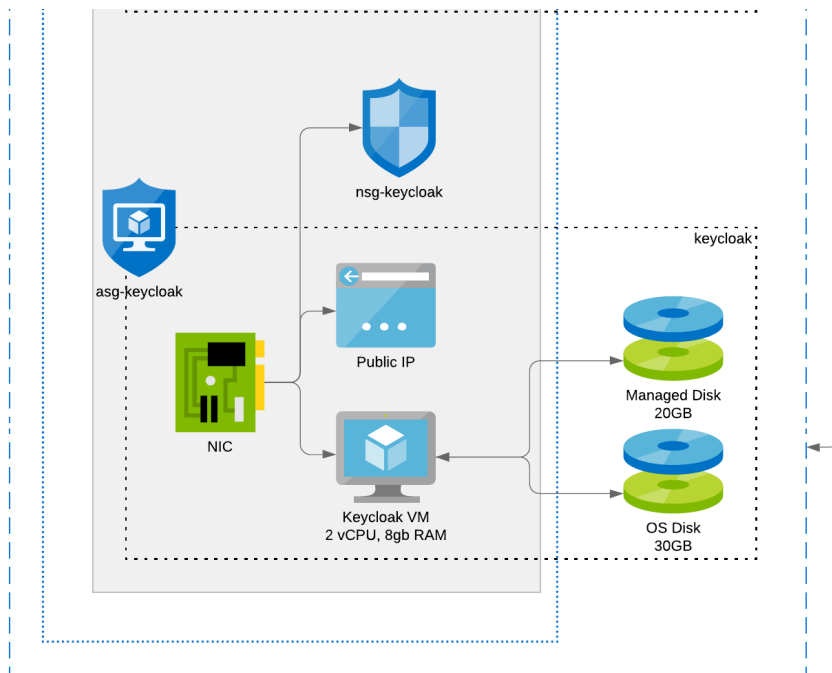 nsg-keycloak
keycloak
asg-keycloak
Public IP
NIC
Managed Disk
20GB
Keycloak VM
2 vCPU, 8gb RAM
OS Disk
30GB